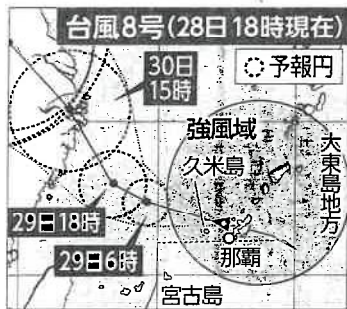 台風8号(28日18時現在)
30日
15時
予報円
強風域
久米島
大東島地方
29日18時
29日6時
那覇
宮古島